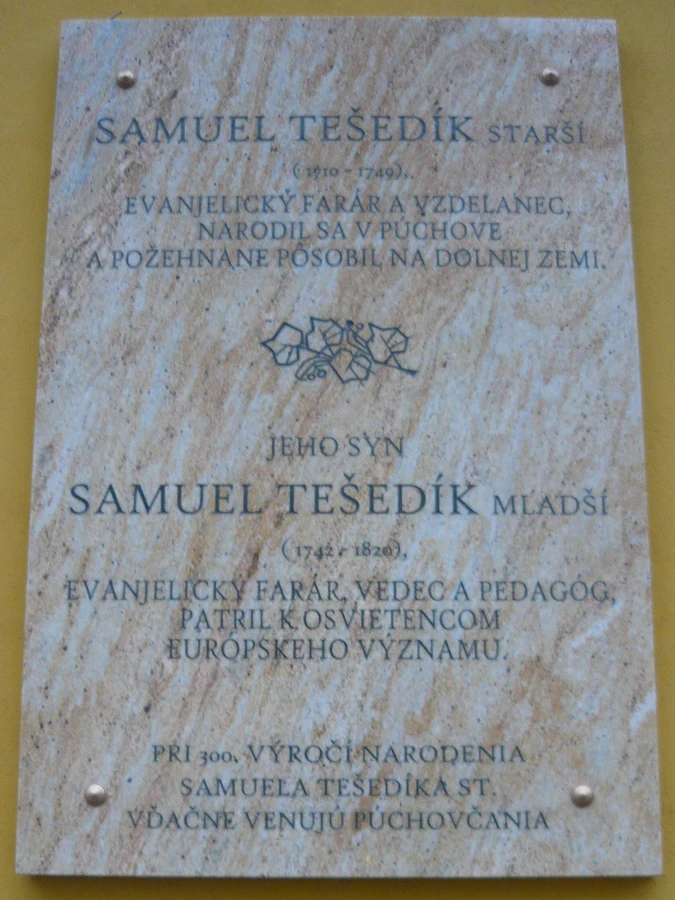 SAMUEL TEŠEDÍK STARŠÍ
(1710 - 1749),
EVANJELICKÝ FARÁR A VZDELANEC,
NARODIL SA V PÚCHOVE
A POŽEHNANE PÔSOBIL NA DOLNEJ ZEMI.
JEHO SYN
SAMUEL TEŠEDÍK MLADŠÍ
(1742 - 1820),
EVANJELICKÝ FARÁR, VEDEC A PEDAGÓG,
PATRIL K OSVIETENCOM
EURÓPSKEHO VÝZNAMU.
PRI 300. VÝROČÍ NARODENIA
SAMUELA TEŠEDÍKA ST.
VĎAČNE VENUJÚ PÚCHOVČANIA